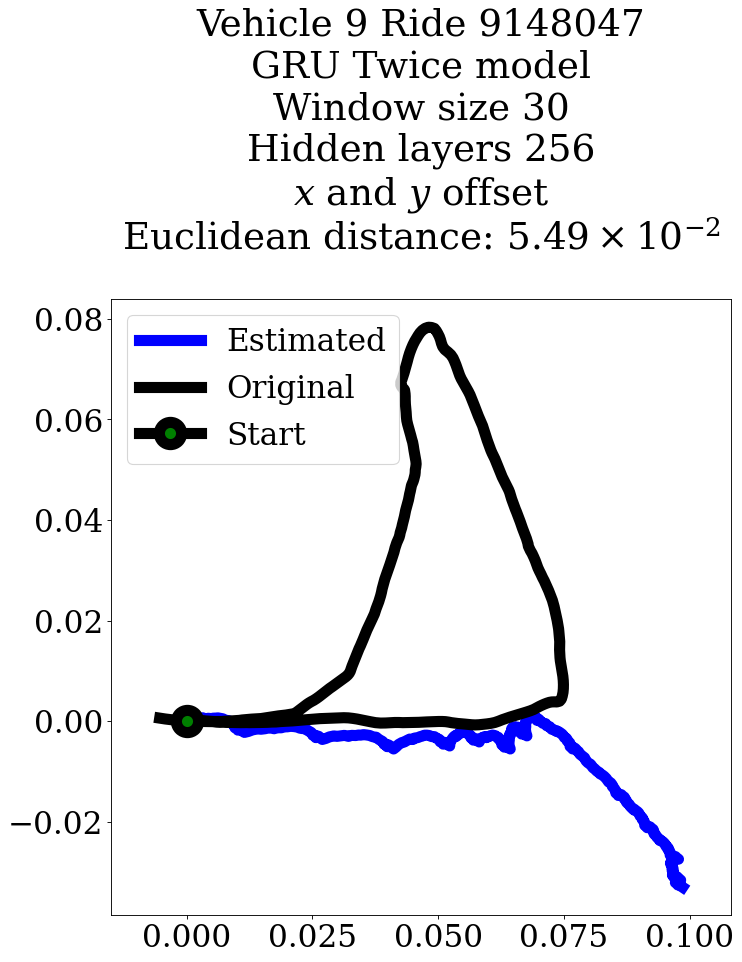 Vehicle 9 Ride 9148047
GRU Twice model
Window size 30
Hidden layers 256
x and y offset
Euclidean distance: 5.49 × 10⁻²
Estimated
Original
Start
0.08
0.06
0.04
0.02
0.00
−0.02
0.000 0.025 0.050 0.075 0.100